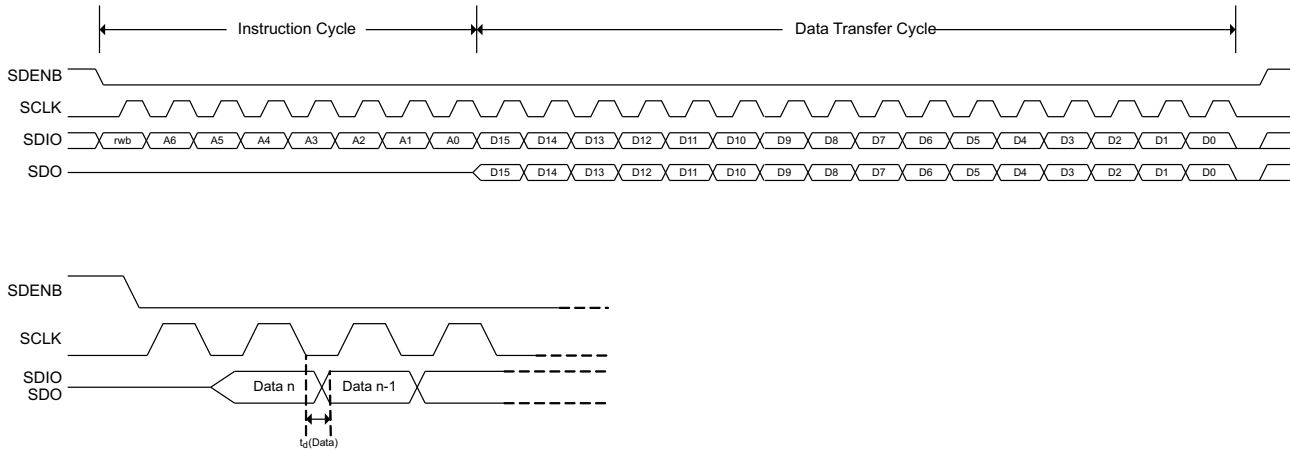 Instruction Cycle Data Transfer Cycle
SDENB
SCLK
SDIO rwb A6 A5 A4 A3 A2 A1 A0 D15 D14 D13 D12 D11 D10 D9 D8 D7 D6 D5 D4 D3 D2 D1 D0
SDO D15 D14 D13 D12 D11 D10 D9 D8 D7 D6 D5 D4 D3 D2 D1 D0
SDENB
SCLK
SDIO
SDO
Data n Data n-1
td(Data)